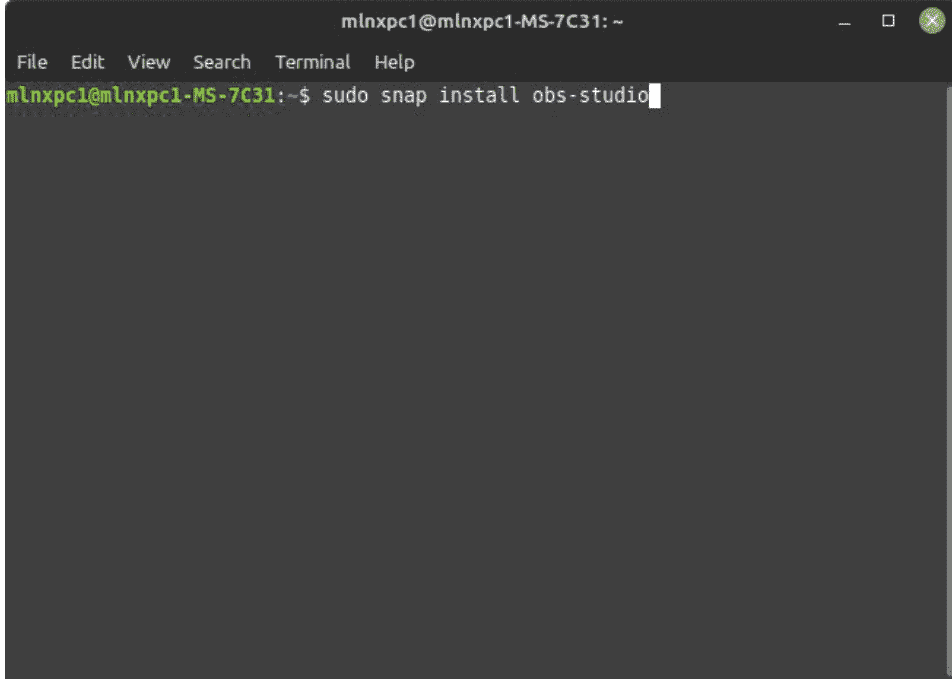 mlnxpc1@mlnxpc1-MS-7C31: ~
File Edit View Search Terminal Help
mlnxpc1@mlnxpc1-MS-7C31:~$ sudo snap install obs-studio